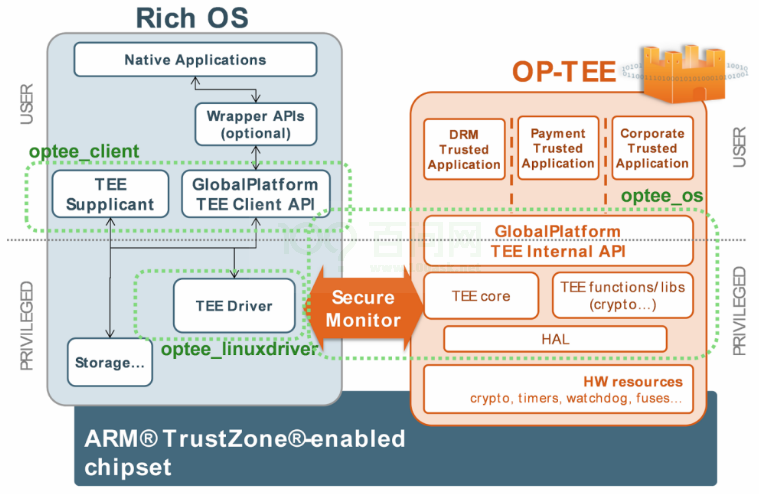 Rich OS
Native Applications
Wrapper APIs
(optional)
optee_client
TEE
Supplicant
GlobalPlatform
TEE Client API
TEE Driver
optee_linuxdriver
Storage...
USER
PRIVILEGED
Secure
Monitor
OP-TEE
DRM
Trusted
Application
Payment
Trusted
Application
Corporate
Trusted
Application
optee_os
GlobalPlatform
TEE Internal API
TEE core
TEE functions/libs
(crypto...)
HAL
HW resources
crypto, timers, watchdog, fuses...
USER
PRIVILEGED
ARM® TrustZone®-enabled
chipset
百问网